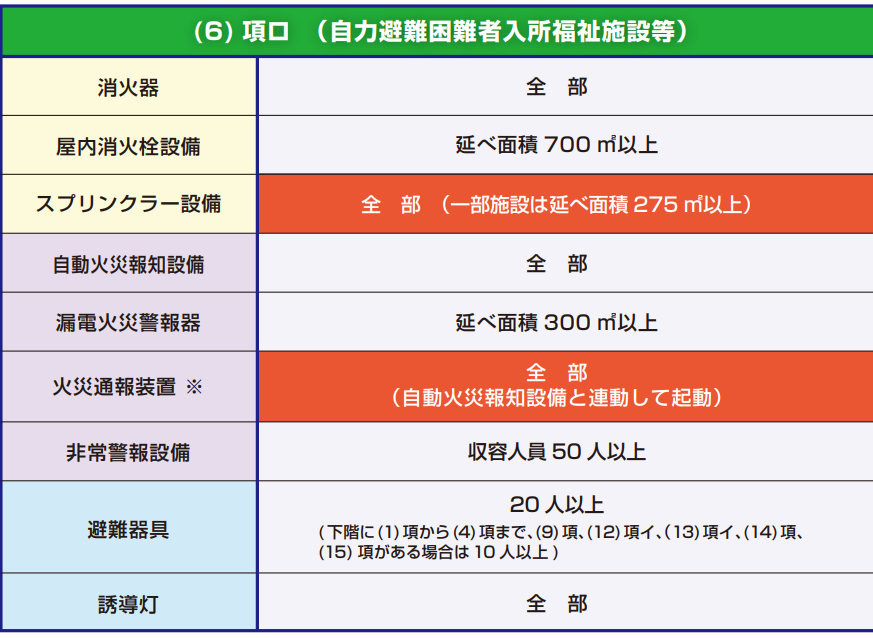 (6) 項ロ （自力避難困難者入所福祉施設等）
消火器
全 部
屋内消火栓設備
延べ面積 700 ㎡以上
スプリンクラー設備
全 部 （一部施設は延べ面積 275 ㎡以上）
自動火災報知設備
全 部
漏電火災警報器
延べ面積 300 ㎡以上
火災通報装置 ※
全 部
（自動火災報知設備と連動して起動）
非常警報設備
収容人員 50 人以上
避難器具
20 人以上
( 下階に (1) 項から (4) 項まで、(9) 項、(12) 項イ、(13) 項イ、(14) 項、
(15) 項がある場合は 10 人以上 )
誘導灯
全 部